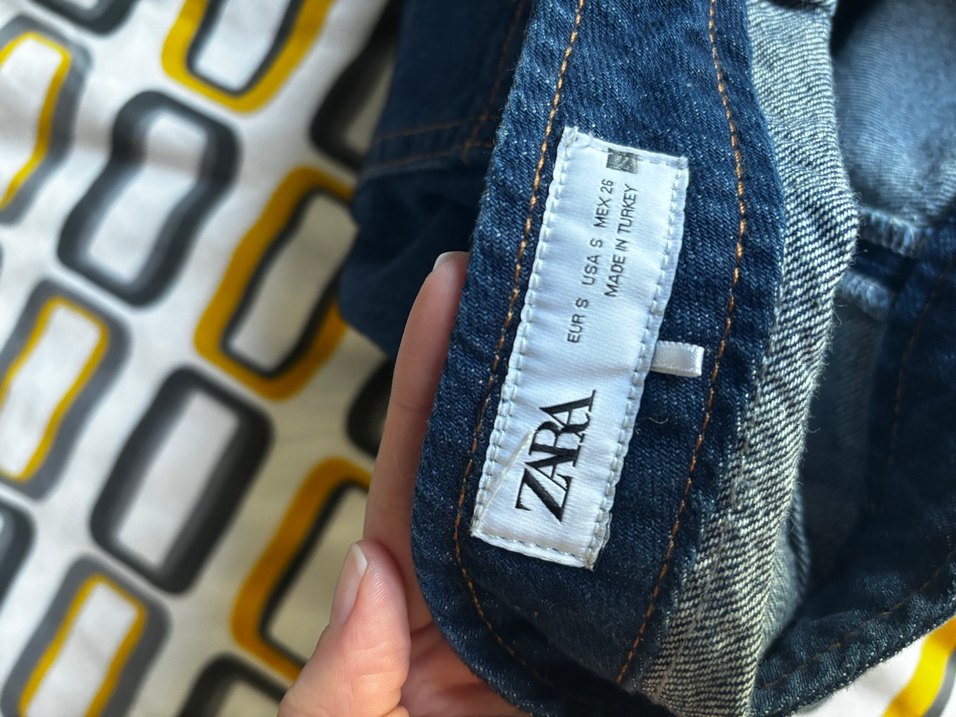 ZARA
EUR S USA S MEX 26
MADE IN TURKEY